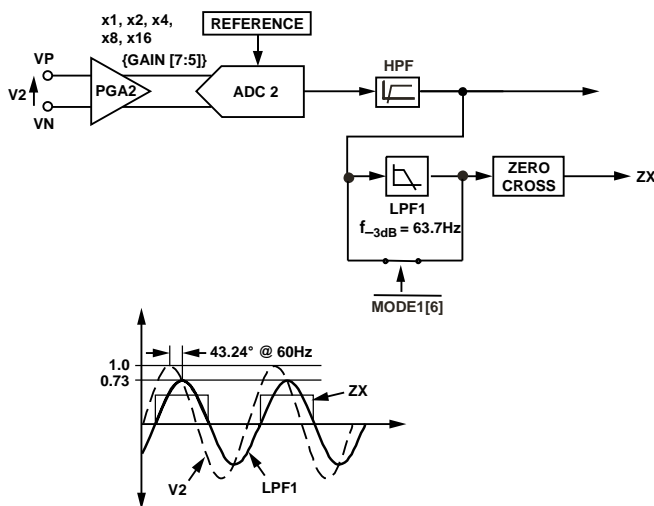 x1, x2, x4,
x8, x16
{GAIN [7:5]}
REFERENCE
VP
V2
VN
PGA2
ADC 2
HPF
LPF1
f–3dB = 63.7Hz
ZERO
CROSS
ZX
MODE1[6]
43.24° @ 60Hz
1.0
0.73
ZX
V2
LPF1